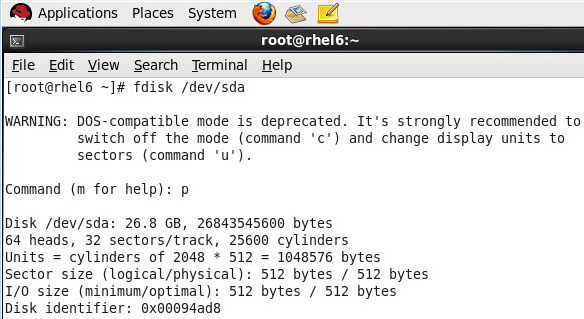 Applications Places System
root@rhel6:~
File Edit View Search Terminal Help
[root@rhel6 ~]# fdisk /dev/sda
WARNING: DOS-compatible mode is deprecated. It's strongly recommended to
switch off the mode (command 'c') and change display units to
sectors (command 'u').
Command (m for help): p
Disk /dev/sda: 26.8 GB, 26843545600 bytes
64 heads, 32 sectors/track, 25600 cylinders
Units = cylinders of 2048 * 512 = 1048576 bytes
Sector size (logical/physical): 512 bytes / 512 bytes
I/O size (minimum/optimal): 512 bytes / 512 bytes
Disk identifier: 0x00094ad8